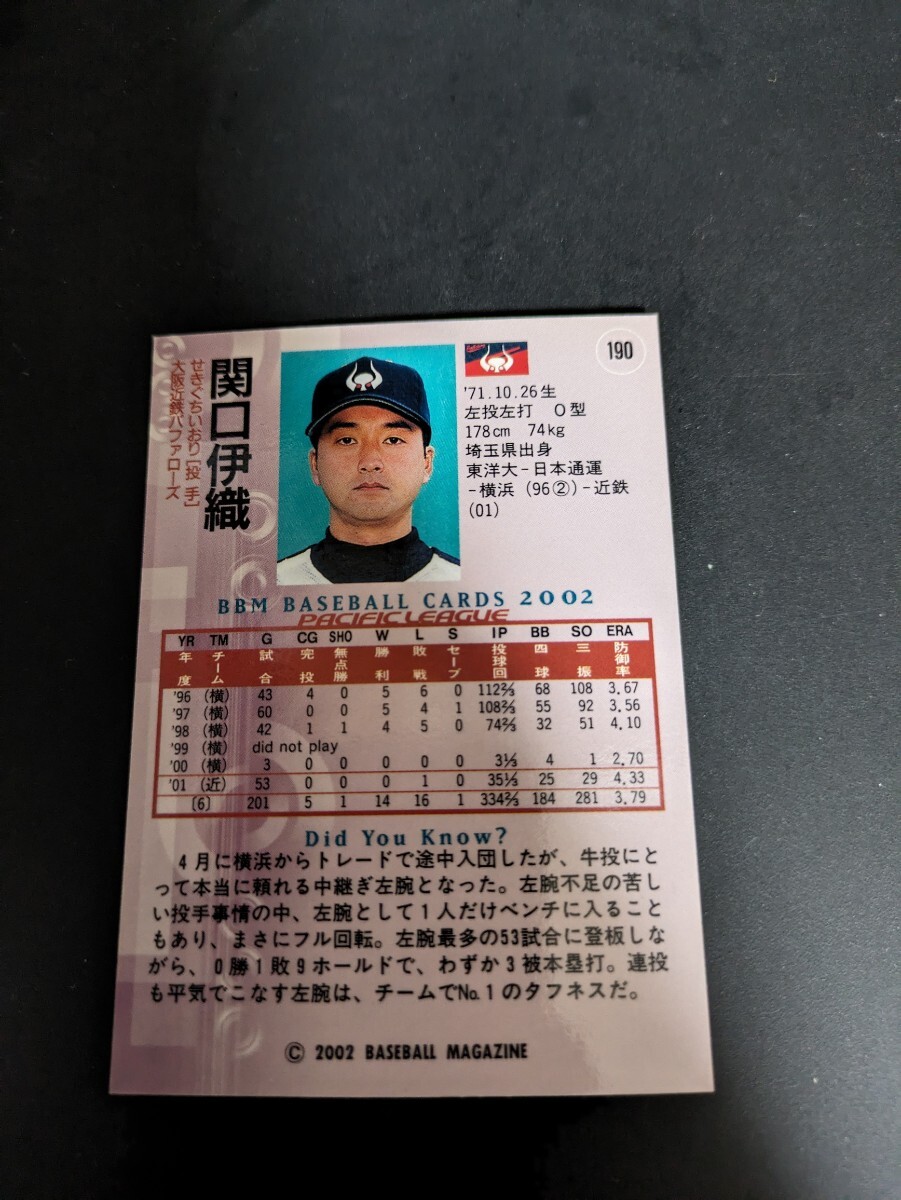 190
関口伊織
せきぐちいおり[投 手]
大阪近鉄バファローズ
'71.10.26生
左投左打 O型
178cm 74kg
埼玉県出身
東洋大-日本通運
-横浜 (96②)-近鉄
(01)
BBM BASEBALL CARDS 2002
PACIFIC LEAGUE
YR TM G CG SHO W L S IP BB SO ERA
年度 チーム 試合 完投 無点勝 勝利 敗戦 セーブ 投球回 四球 三振 防御率
'96 (横) 43 4 0 5 6 0 112⅔ 68 108 3.67
'97 (横) 60 0 0 5 4 1 108⅔ 55 92 3.56
'98 (横) 42 1 1 4 5 0 74⅔ 32 51 4.10
'99 (横) did not play
'00 (横) 3 0 0 0 0 0 3⅓ 4 1 2.70
'01 (近) 53 0 0 0 1 0 35⅓ 25 29 4.33
(6) 201 5 1 14 16 1 334⅔ 184 281 3.79
Did You Know?
4月に横浜からトレードで途中入団したが、牛投にと
って本当に頼れる中継ぎ左腕となった。左腕不足の苦し
い投手事情の中、左腕として1人だけベンチに入ること
もあり、まさにフル回転。左腕最多の53試合に登板しな
がら、0勝1敗9ホールドで、わずか3被本塁打。連投
も平気でこなす左腕は、チームでNo.1のタフネスだ。
© 2002 BASEBALL MAGAZINE